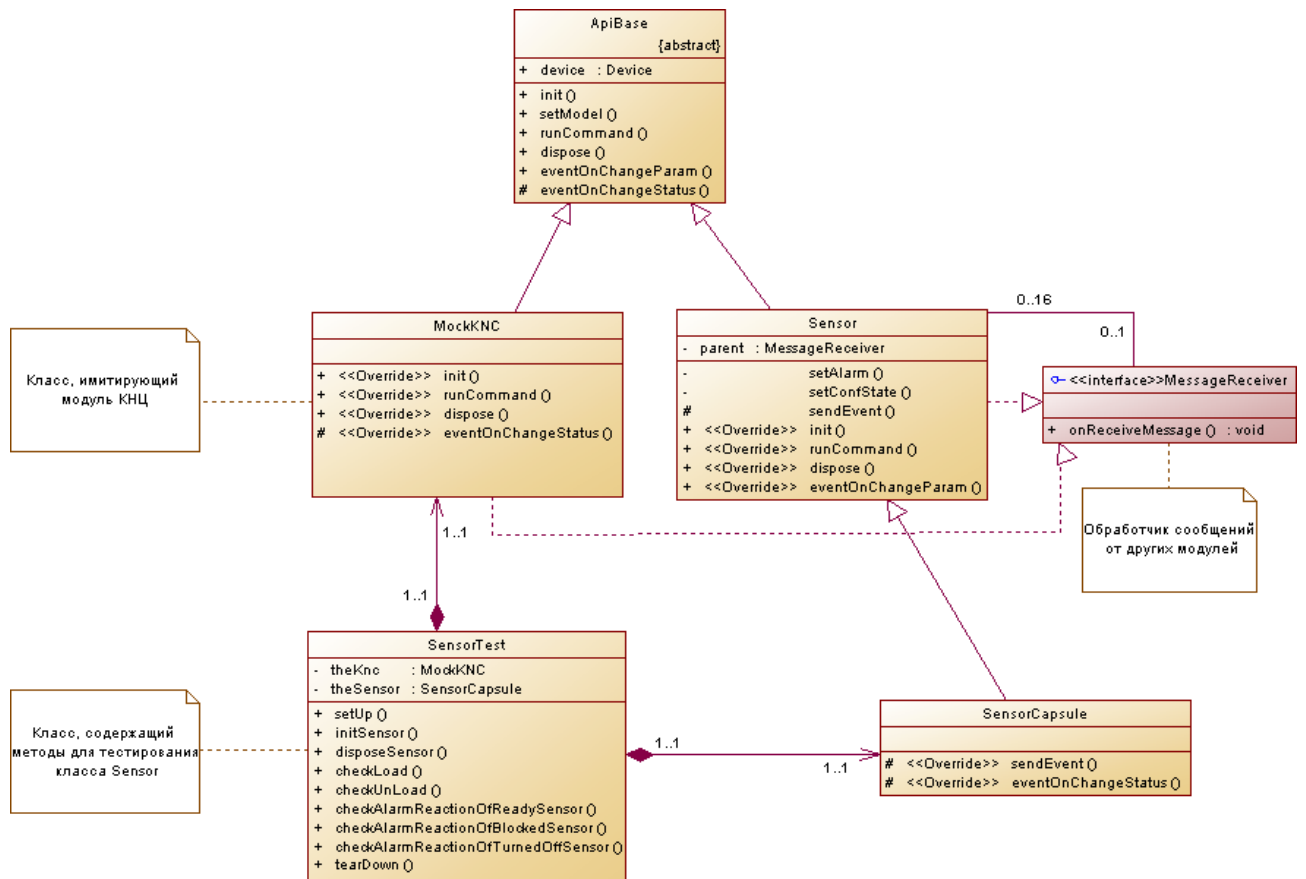 ApiBase
{abstract}
+ device : Device
+ init ()
+ setModel ()
+ runCommand ()
+ dispose ()
+ eventOnChangeParam ()
# eventOnChangeStatus ()
Класс, имитирующий
модуль КНЦ
MockKNC
+ <<Override>> init ()
+ <<Override>> runCommand ()
+ <<Override>> dispose ()
# <<Override>> eventOnChangeStatus ()
Sensor
- parent : MessageReceiver
- setAlarm ()
- setConfState ()
# sendEvent ()
+ <<Override>> init ()
+ <<Override>> runCommand ()
+ <<Override>> dispose ()
+ <<Override>> eventOnChangeParam ()
0..16
0..1
<<interface>>MessageReceiver
+ onReceiveMessage () : void
Обработчик сообщений
от других модулей
1..1
1..1
Класс, содержащий
методы для тестирования
класса Sensor
SensorTest
- theKnc : MockKNC
- theSensor : SensorCapsule
+ setUp ()
+ initSensor ()
+ disposeSensor ()
+ checkLoad ()
+ checkUnLoad ()
+ checkAlarmReactionOfReadySensor ()
+ checkAlarmReactionOfBlockedSensor ()
+ checkAlarmReactionOfTurnedOffSensor ()
+ tearDown ()
1..1
1..1
SensorCapsule
# <<Override>> sendEvent ()
# <<Override>> eventOnChangeStatus ()